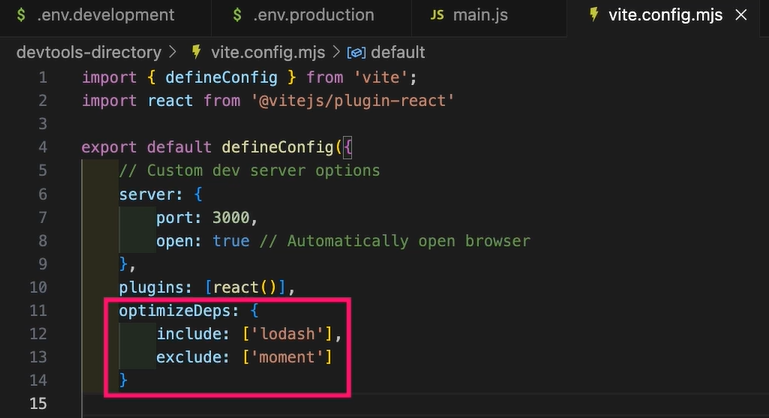 $ .env.development $ .env.production JS main.js vite.config.mjs ×
devtools-directory > vite.config.mjs > default
1 import { defineConfig } from 'vite';
2 import react from '@vitejs/plugin-react'
3
4 export default defineConfig({
5 // Custom dev server options
6 server: {
7 port: 3000,
8 open: true // Automatically open browser
9 },
10 plugins: [react()],
11 optimizeDeps: {
12 include: ['lodash'],
13 exclude: ['moment']
14 }
15